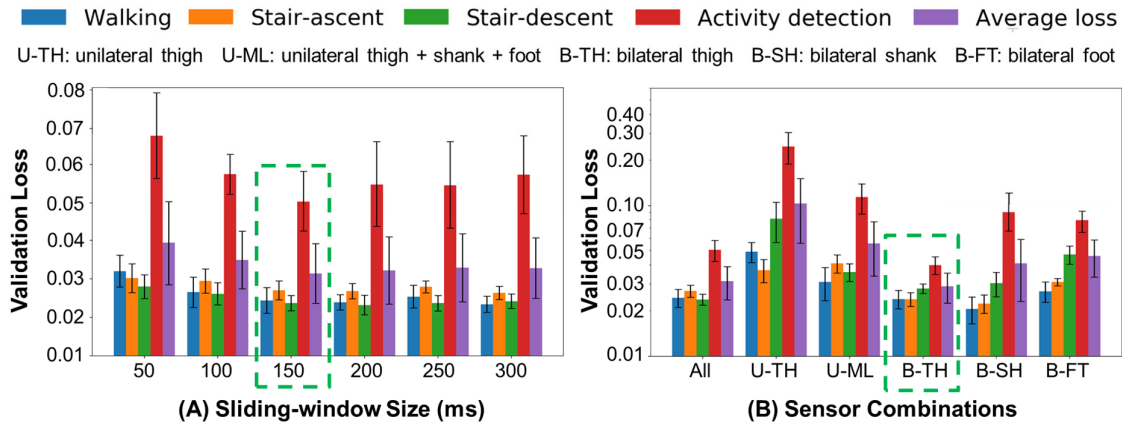 Walking Stair-ascent Stair-descent Activity detection Average loss
U-TH: unilateral thigh U-ML: unilateral thigh + shank + foot B-TH: bilateral thigh B-SH: bilateral shank B-FT: bilateral foot
Validation Loss
0.08
0.07
0.06
0.05
0.04
0.03
0.02
0.01
50 100 150 200 250 300
(A) Sliding-window Size (ms)
Validation Loss
0.40
0.30
0.20
0.10
0.07
0.05
0.03
0.02
0.01
All U-TH U-ML B-TH B-SH B-FT
(B) Sensor Combinations